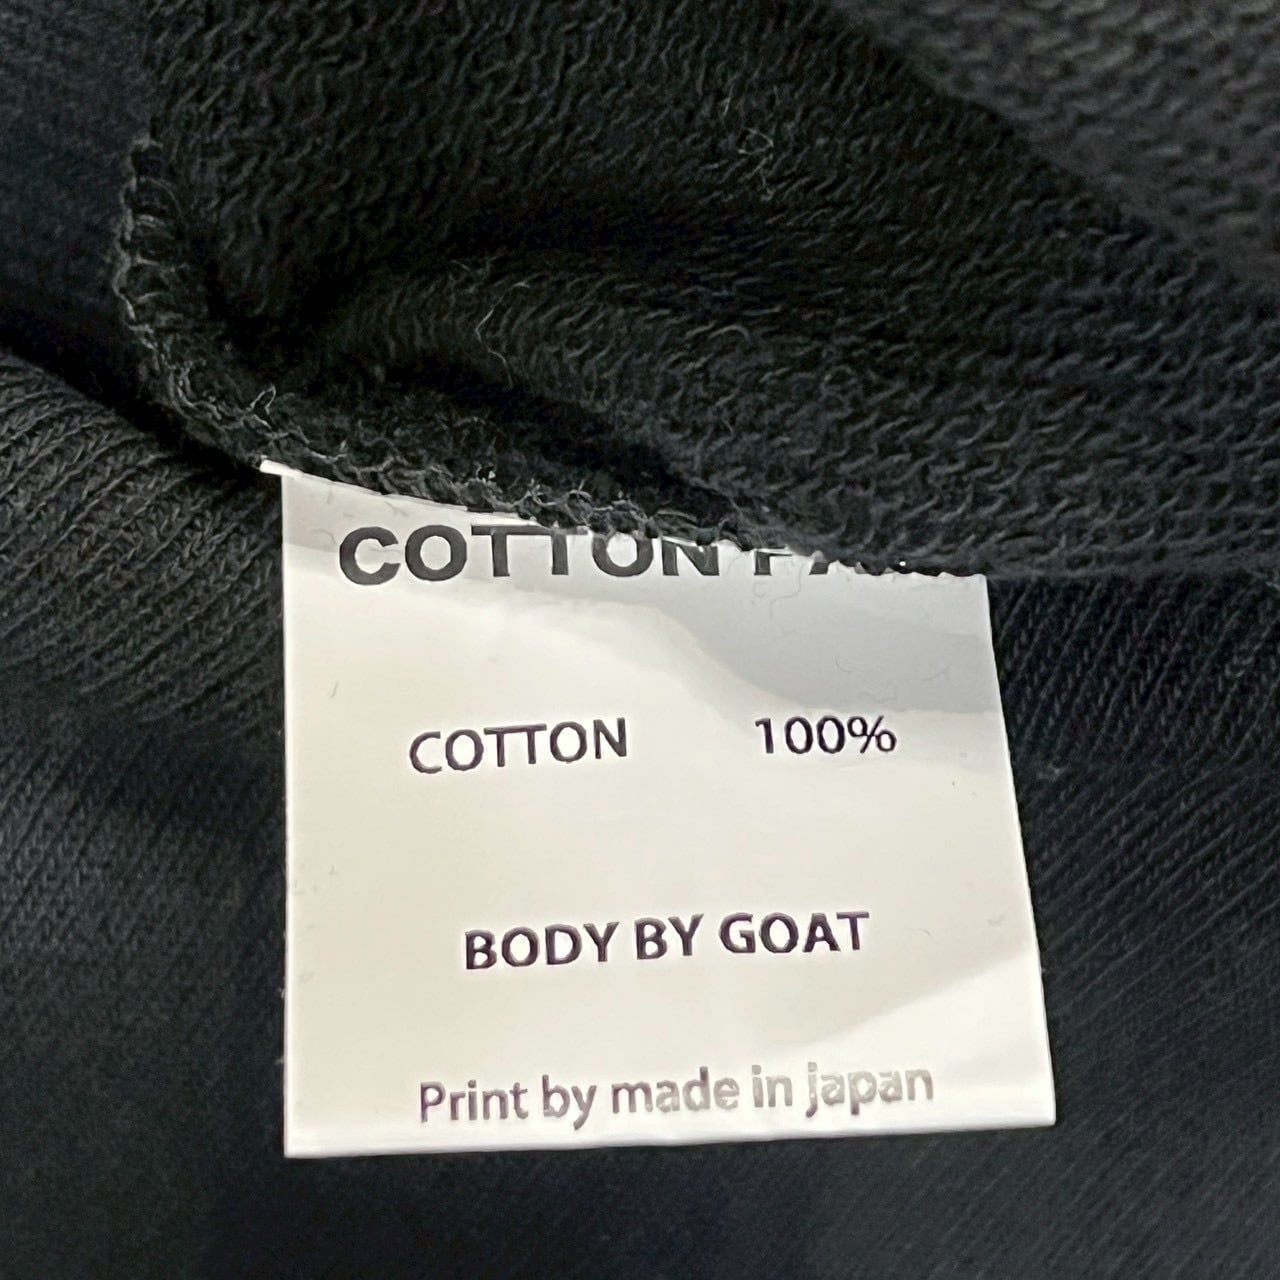 COTTON
COTTON 100%
BODY BY GOAT
Print by made in japan